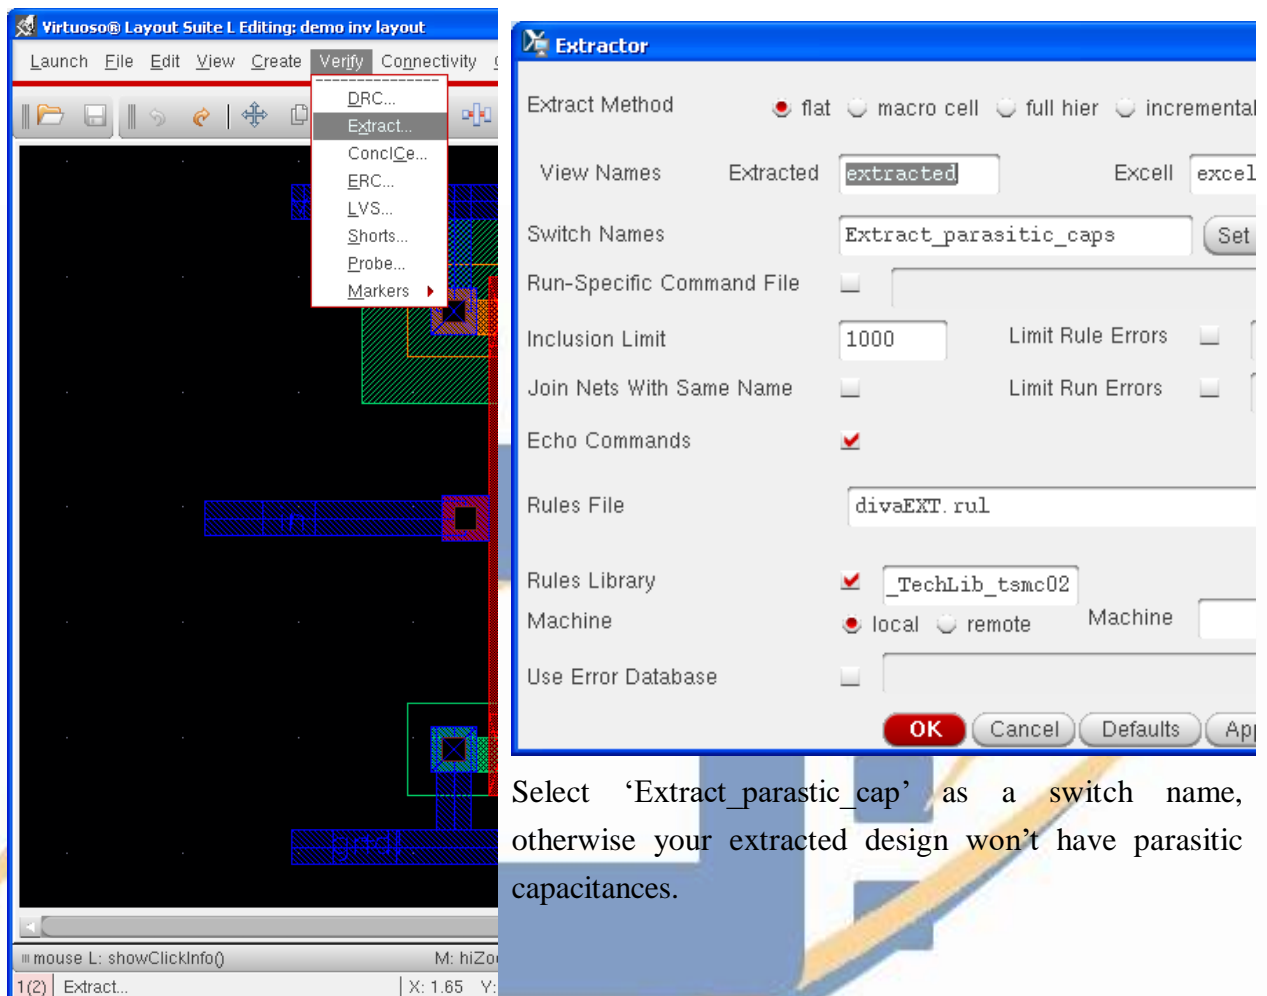 Virtuoso® Layout Suite L Editing: demo inv layout
Launch File Edit View Create Verify Connectivity
DRC...
Extract...
ConclCe...
ERC...
LVS...
Shorts...
Probe...
Markers
in
gnd!
mouse L: showClickInfo() M: hiZoo
1(2) Extract... X: 1.65 Y:
Extractor
Extract Method flat macro cell full hier incremental
View Names Extracted extracted Excell excel
Switch Names Extract_parasitic_caps Set
Run-Specific Command File
Inclusion Limit 1000 Limit Rule Errors
Join Nets With Same Name Limit Run Errors
Echo Commands
Rules File divaEXT.rul
Rules Library _TechLib_tsmc02
Machine local remote Machine
Use Error Database
OK Cancel Defaults App
Select ‘Extract_parastic_cap’ as a switch name,
otherwise your extracted design won’t have parasitic
capacitances.